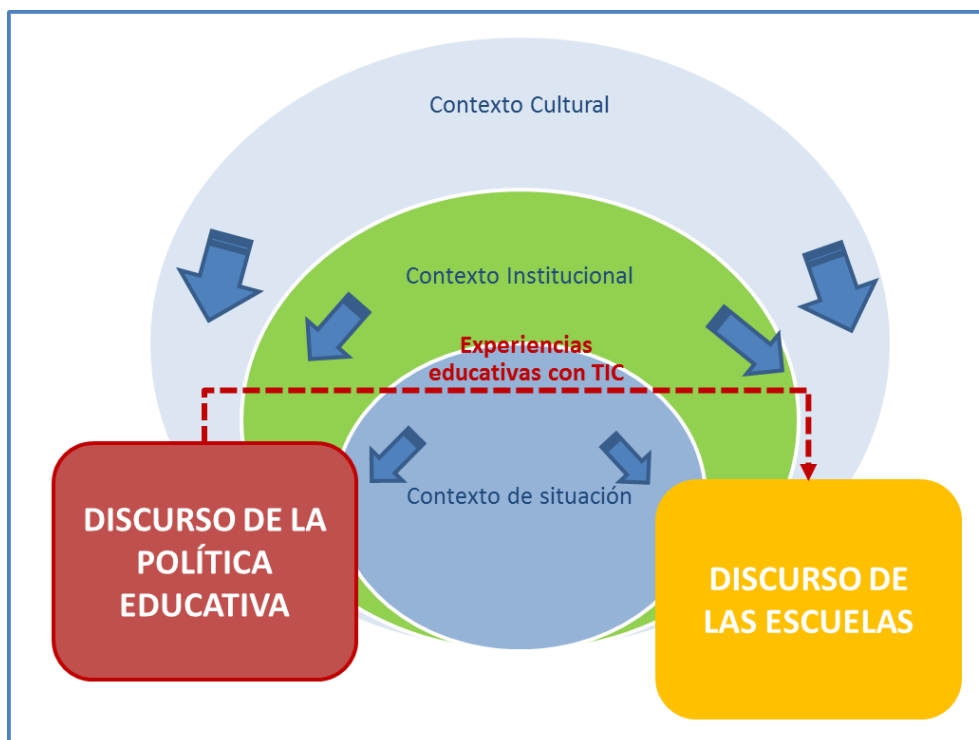 Contexto Cultural
Contexto Institucional
Experiencias
educativas con TIC
Contexto de situación
DISCURSO DE LA
POLÍTICA
EDUCATIVA
DISCURSO DE
LAS ESCUELAS